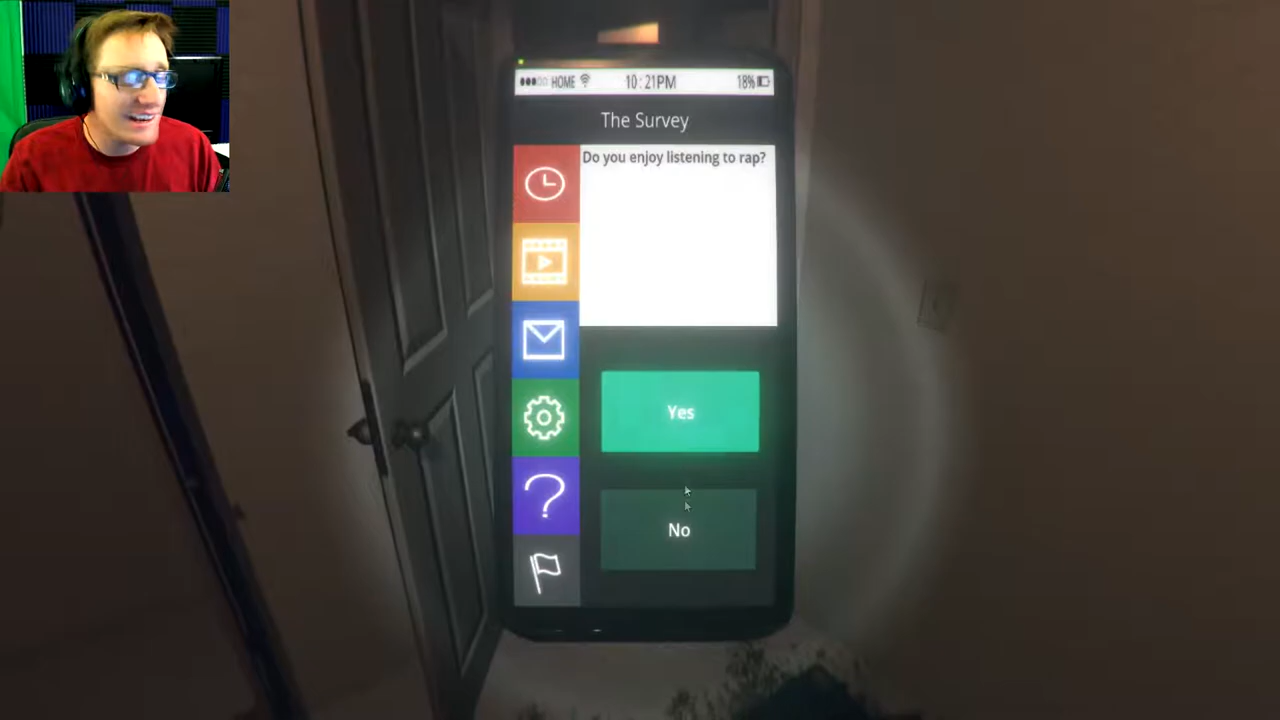 HOME 10:21PM 18%
The Survey
Do you enjoy listening to rap?
Yes
No